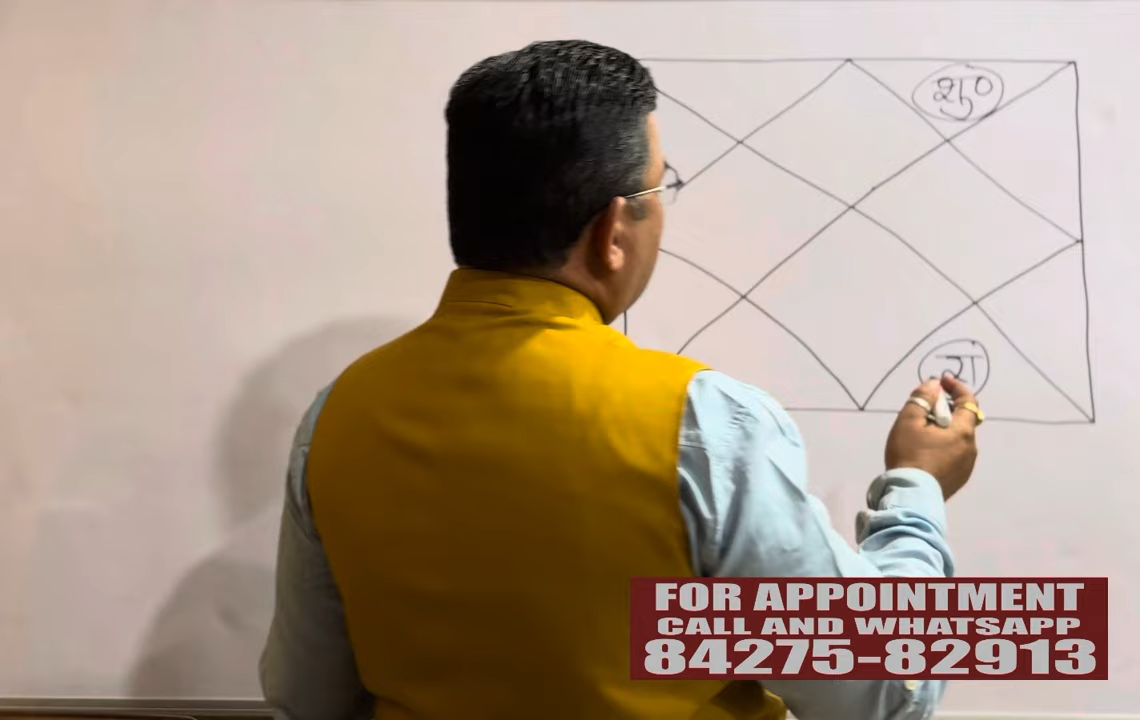 शु०
रा
FOR APPOINTMENT
CALL AND WHATSAPP
84275-82913